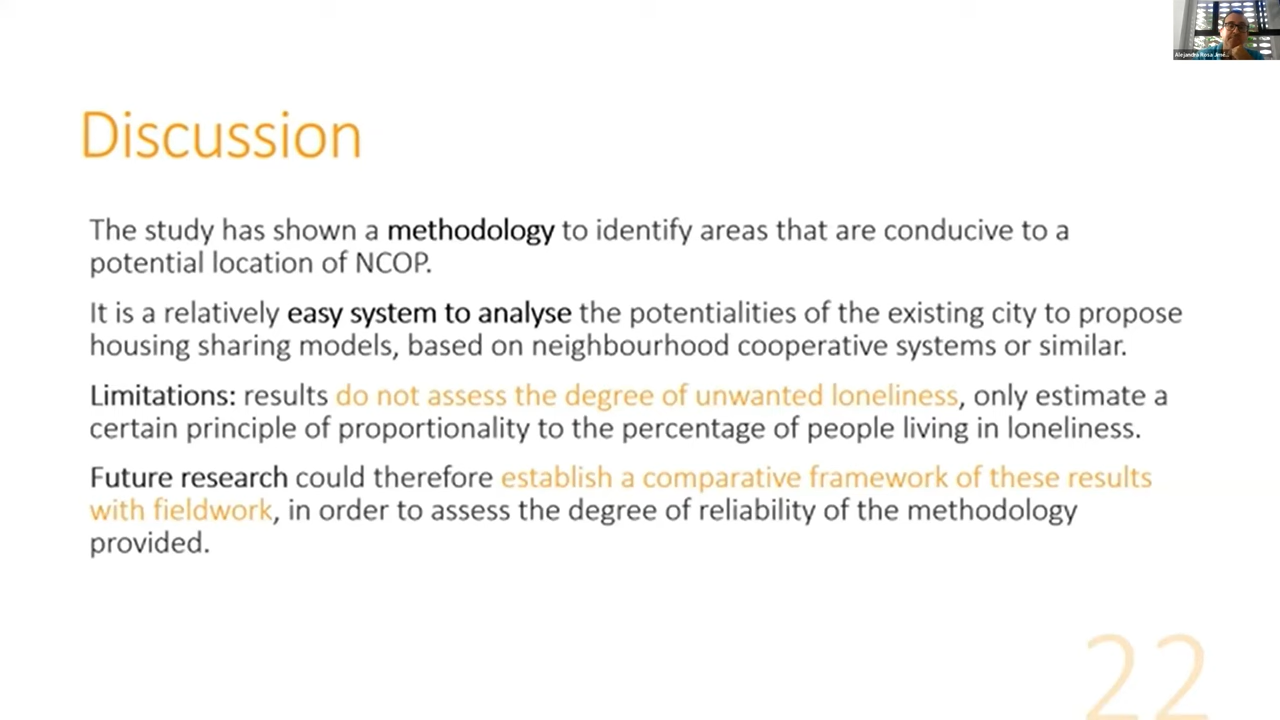 Alejandro Rosa Jimé...
Discussion
The study has shown a methodology to identify areas that are conducive to a
potential location of NCOP.
It is a relatively easy system to analyse the potentialities of the existing city to propose
housing sharing models, based on neighbourhood cooperative systems or similar.
Limitations: results do not assess the degree of unwanted loneliness, only estimate a
certain principle of proportionality to the percentage of people living in loneliness.
Future research could therefore establish a comparative framework of these results
with fieldwork, in order to assess the degree of reliability of the methodology
provided.
22